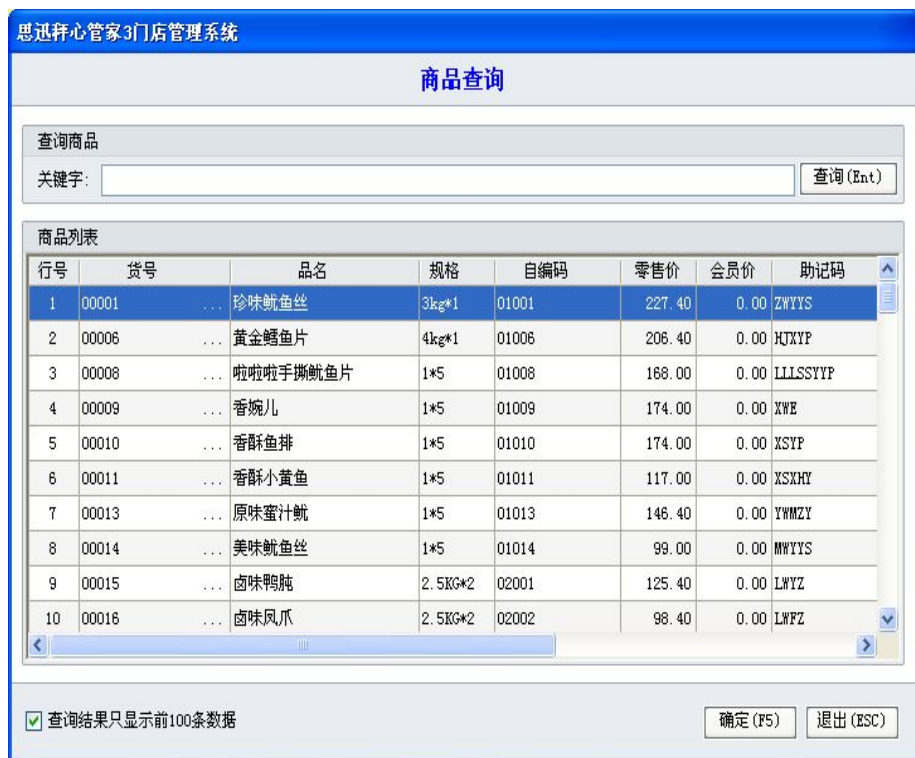 思迅秤心管家3门店管理系统
商品查询
查询商品
关键字: 查询(Ent)
商品列表
行号 货号 品名 规格 自编码 零售价 会员价 助记码
1 00001 ... 珍味鱿鱼丝 3kg*1 01001 227.40 0.00 ZWYYS
2 00006 ... 黄金鳕鱼片 4kg*1 01006 206.40 0.00 HJXYP
3 00008 ... 啦啦啦手撕鱿鱼片 1*5 01008 168.00 0.00 LLLSSYYP
4 00009 ... 香婉儿 1*5 01009 174.00 0.00 XWE
5 00010 ... 香酥鱼排 1*5 01010 174.00 0.00 XSYP
6 00011 ... 香酥小黄鱼 1*5 01011 117.00 0.00 XSXHY
7 00013 ... 原味蜜汁鱿 1*5 01013 146.40 0.00 YWMZY
8 00014 ... 美味鱿鱼丝 1*5 01014 99.00 0.00 MWYYS
9 00015 ... 卤味鸭肫 2.5KG*2 02001 125.40 0.00 LWYZ
10 00016 ... 卤味凤爪 2.5KG*2 02002 98.40 0.00 LWFZ
查询结果只显示前100条数据 确定(F5) 退出(ESC)